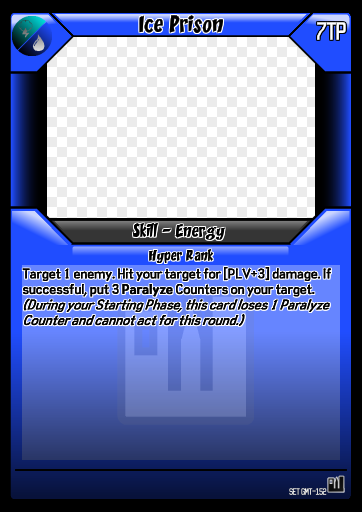 Ice Prison
7TP
Skill - Energy
Hyper Rank
Target 1 enemy. Hit your target for [PLV+3] damage. If
successful, put 3 Paralyze Counters on your target.
(During your Starting Phase, this card loses 1 Paralyze
Counter and cannot act for this round.)
SET GMT-152